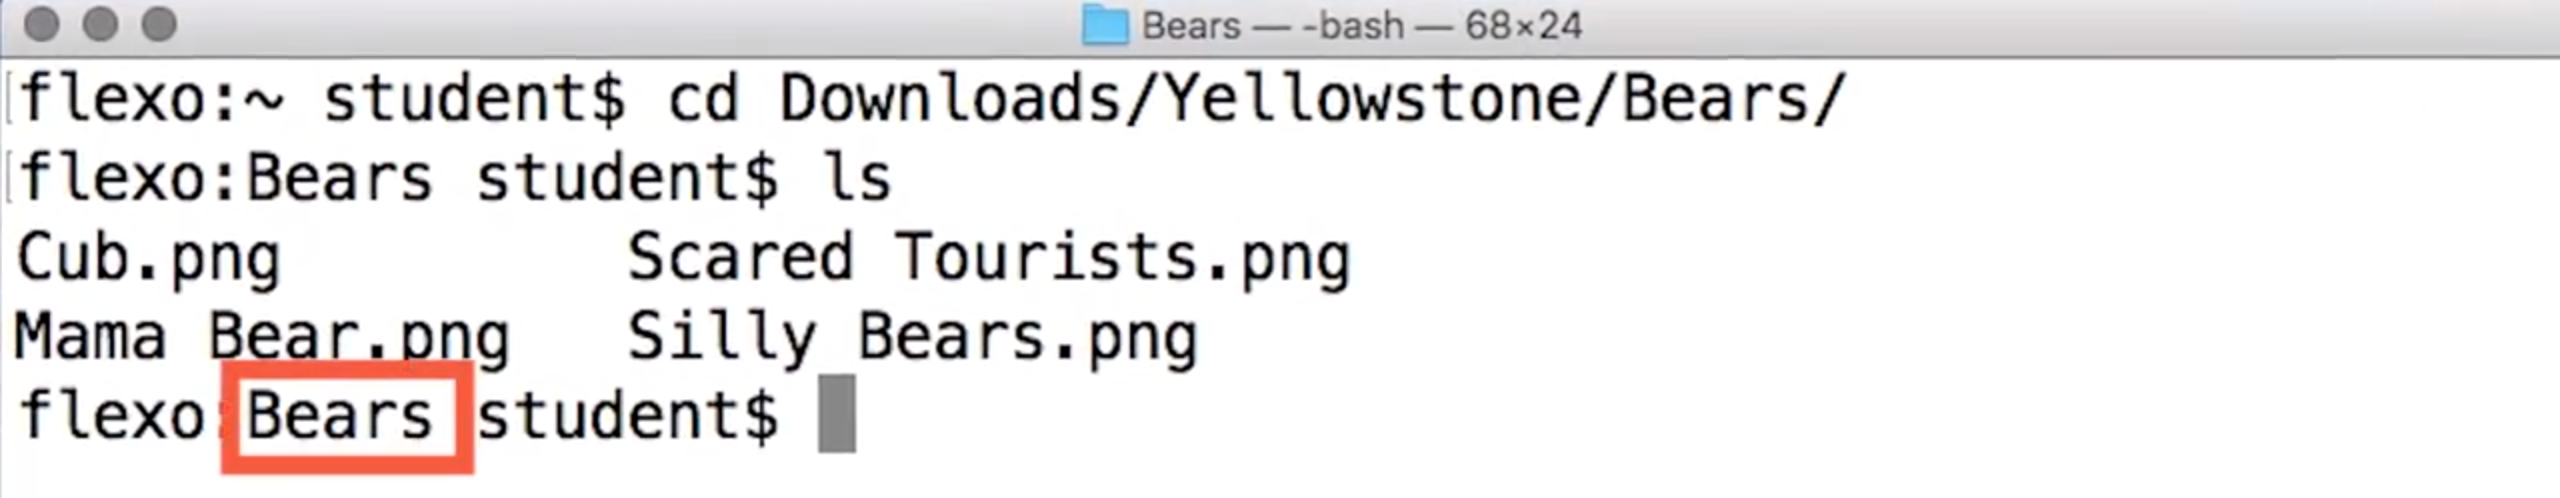 Bears — -bash — 68×24
flexo:~ student$ cd Downloads/Yellowstone/Bears/
flexo:Bears student$ ls
Cub.png Scared Tourists.png
Mama Bear.png Silly Bears.png
flexo:Bears student$